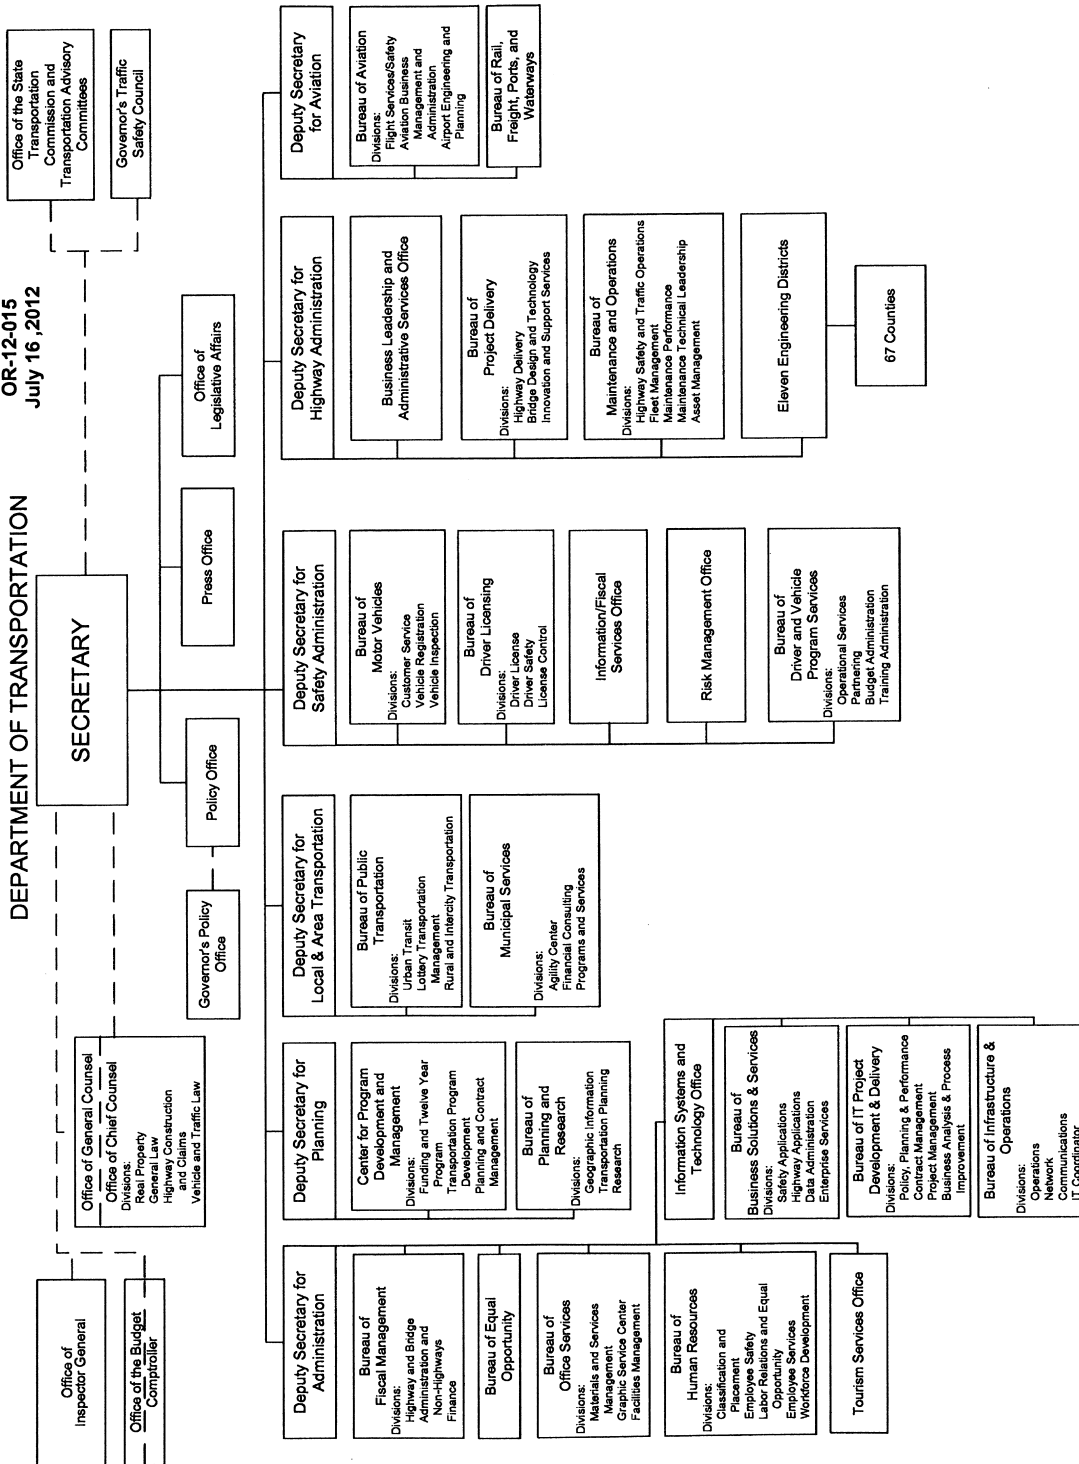 DEPARTMENT OF TRANSPORTATION
OR-12-015
July 16 ,2012
Office of
Inspector General
Office of the Budget
Comptroller
Office of General Counsel
Office of Chief Counsel
Divisions:
Real Property
General Law
Highway Construction
and Claims
Vehicle and Traffic Law
SECRETARY
Office of the State
Transportation
Commission and
Transportation Advisory
Committees
Governor's Traffic
Safety Council
Governor's Policy
Office
Policy Office
Press Office
Office of
Legislative Affairs
Deputy Secretary for
Administration
Bureau of
Fiscal Management
Divisions:
Highway and Bridge
Administration and
Non-Highways
Finance
Bureau of Equal
Opportunity
Bureau of
Office Services
Divisions:
Materials and Services
Management
Graphic Service Center
Facilities Management
Bureau of
Human Resources
Divisions:
Classification and
Placement
Employee Safety
Labor Relations and Equal
Opportunity
Employee Services
Workforce Development
Tourism Services Office
Information Systems and
Technology Office
Bureau of
Business Solutions & Services
Divisions:
Safety Applications
Highway Applications
Data Administration
Enterprise Services
Bureau of IT Project
Development & Delivery
Divisions:
Policy, Planning & Performance
Contract Management
Project Management
Business Analysis & Process
Improvement
Bureau of Infrastructure &
Operations
Divisions:
Operations
Network
Communications
IT Coordinator
Deputy Secretary for
Planning
Center for Program
Development and
Management
Divisions:
Funding and Twelve Year
Program
Transportation Program
Development
Planning and Contract
Management
Bureau of
Planning and
Research
Divisions:
Geographic Information
Transportation Planning
Research
Deputy Secretary for
Local & Area Transportation
Bureau of Public
Transportation
Divisions:
Urban Transit
Lottery Transportation
Management
Rural and Intercity Transportation
Bureau of
Municipal Services
Divisions:
Agility Center
Financial Consulting
Programs and Services
Deputy Secretary for
Safety Administration
Bureau of
Motor Vehicles
Divisions:
Customer Service
Vehicle Registration
Vehicle Inspection
Bureau of
Driver Licensing
Divisions:
Driver License
Driver Safety
License Control
Information/Fiscal
Services Office
Risk Management Office
Bureau of
Driver and Vehicle
Program Services
Divisions:
Operational Services
Partnering
Budget Administration
Training Administration
Deputy Secretary for
Highway Administration
Business Leadership and
Administrative Services Office
Bureau of
Project Delivery
Divisions:
Highway Delivery
Bridge Design and Technology
Innovation and Support Services
Bureau of
Maintenance and Operations
Divisions:
Highway Safety and Traffic Operations
Fleet Management
Maintenance Performance
Maintenance Technical Leadership
Asset Management
Eleven Engineering Districts
67 Counties
Deputy Secretary
for Aviation
Bureau of Aviation
Divisions:
Flight Services/Safety
Aviation Business
Management and
Administration
Airport Engineering and
Planning
Bureau of Rail,
Freight, Ports, and
Waterways